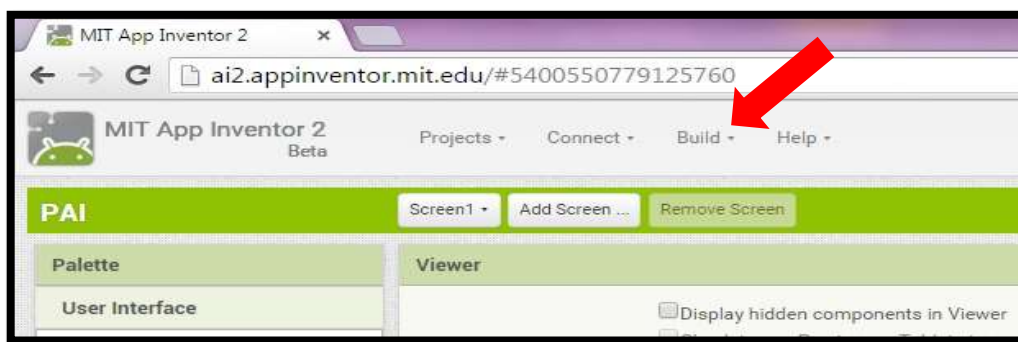 MIT App Inventor 2 ×
ai2.appinventor.mit.edu/#5400550779125760
MIT App Inventor 2
Beta
Projects
Connect
Build
Help
PAI
Screen1
Add Screen ...
Remove Screen
Palette
Viewer
User Interface
Display hidden components in Viewer